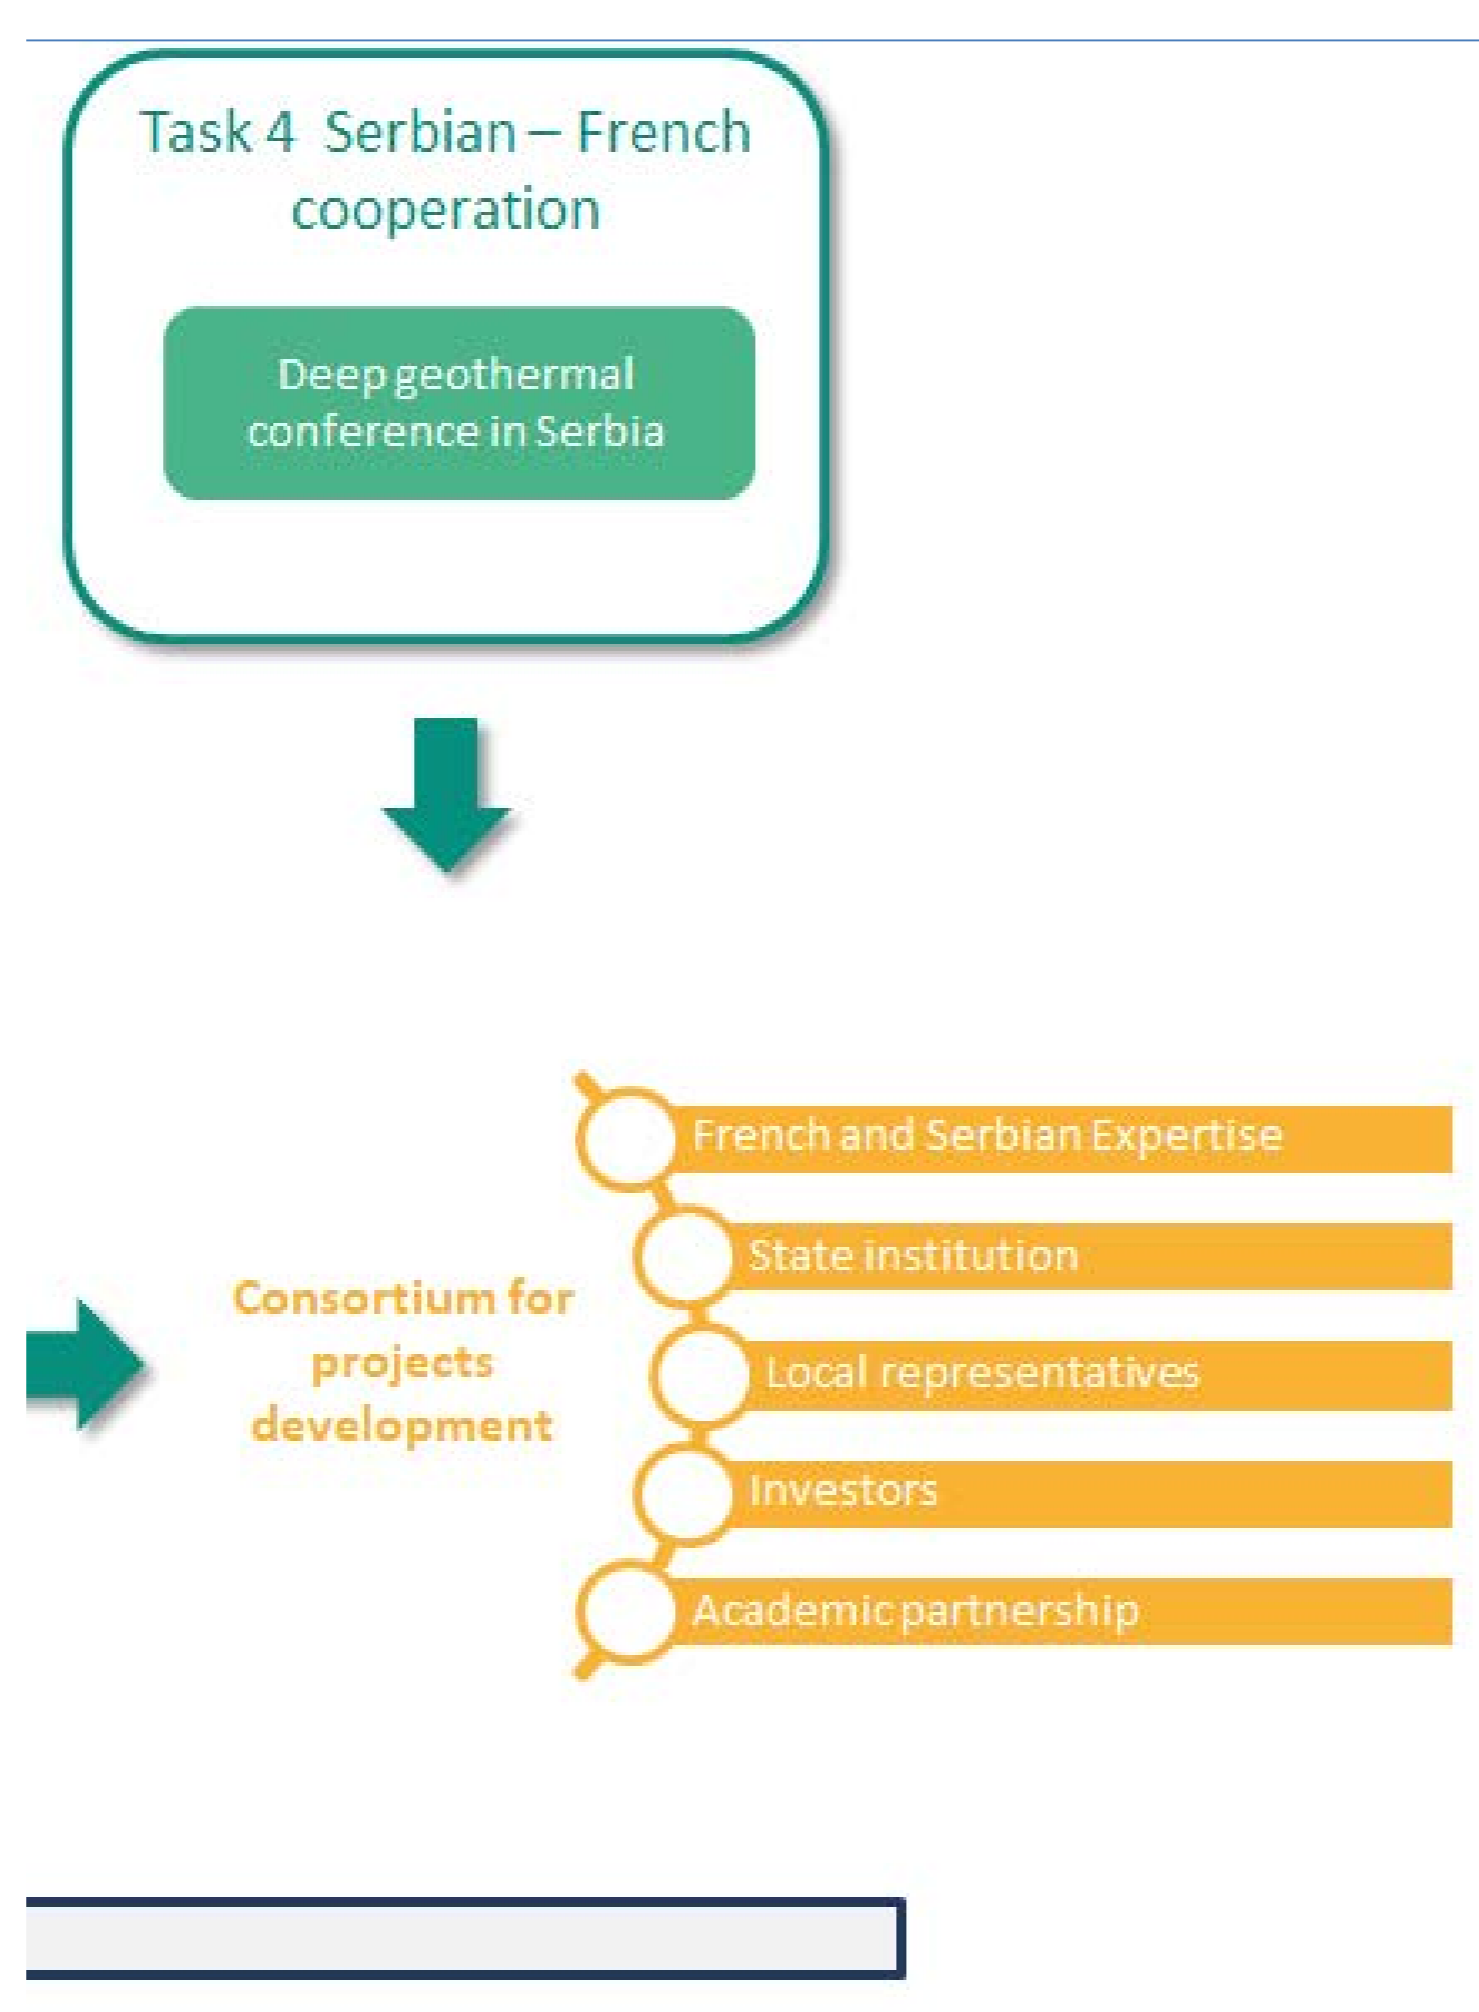 Task 4 Serbian – French
cooperation
Deep geothermal
conference in Serbia
Consortium for
projects
development
French and Serbian Expertise
State institution
Local representatives
Investors
Academic partnership